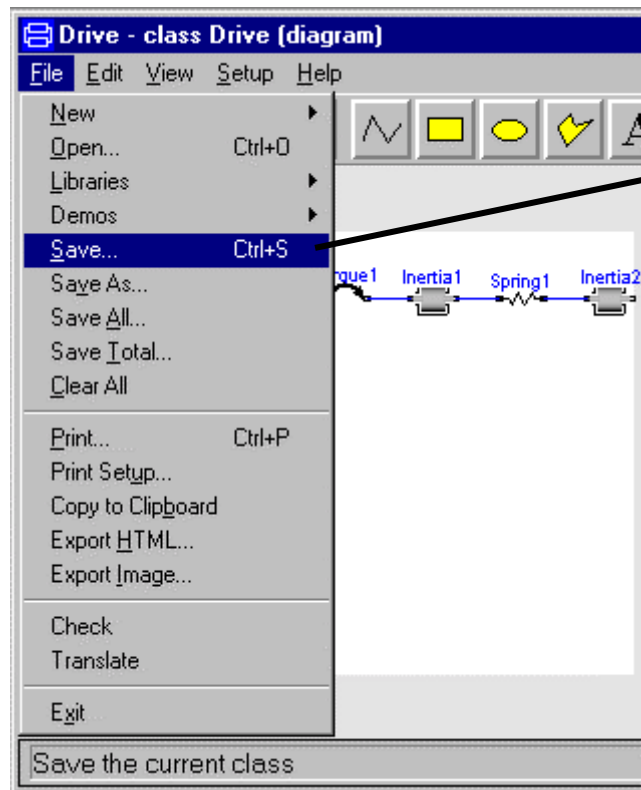 Drive - class Drive (diagram)
File Edit View Setup Help
New
Open... Ctrl+O
Libraries
Demos
Save... Ctrl+S
Save As...
Save All...
Save Total...
Clear All
Print... Ctrl+P
Print Setup...
Copy to Clipboard
Export HTML...
Export Image...
Check
Translate
Exit
rque1 Inertia1 Spring1 Inertia2
Save the current class